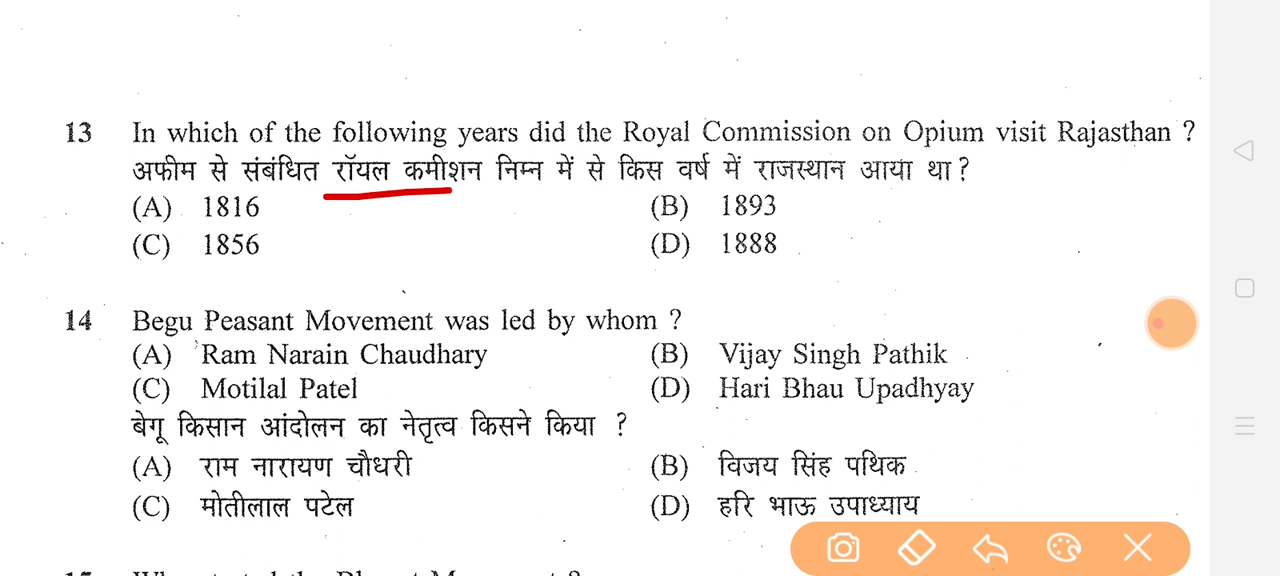 13 In which of the following years did the Royal Commission on Opium visit Rajasthan ?
अफीम से संबंधित रॉयल कमीशन निम्न में से किस वर्ष में राजस्थान आया था ?
(A) 1816 (B) 1893
(C) 1856 (D) 1888
14 Begu Peasant Movement was led by whom ?
(A) Ram Narain Chaudhary (B) Vijay Singh Pathik
(C) Motilal Patel (D) Hari Bhau Upadhyay
बेगू किसान आंदोलन का नेतृत्व किसने किया ?
(A) राम नारायण चौधरी (B) विजय सिंह पथिक
(C) मोतीलाल पटेल (D) हरि भाऊ उपाध्याय